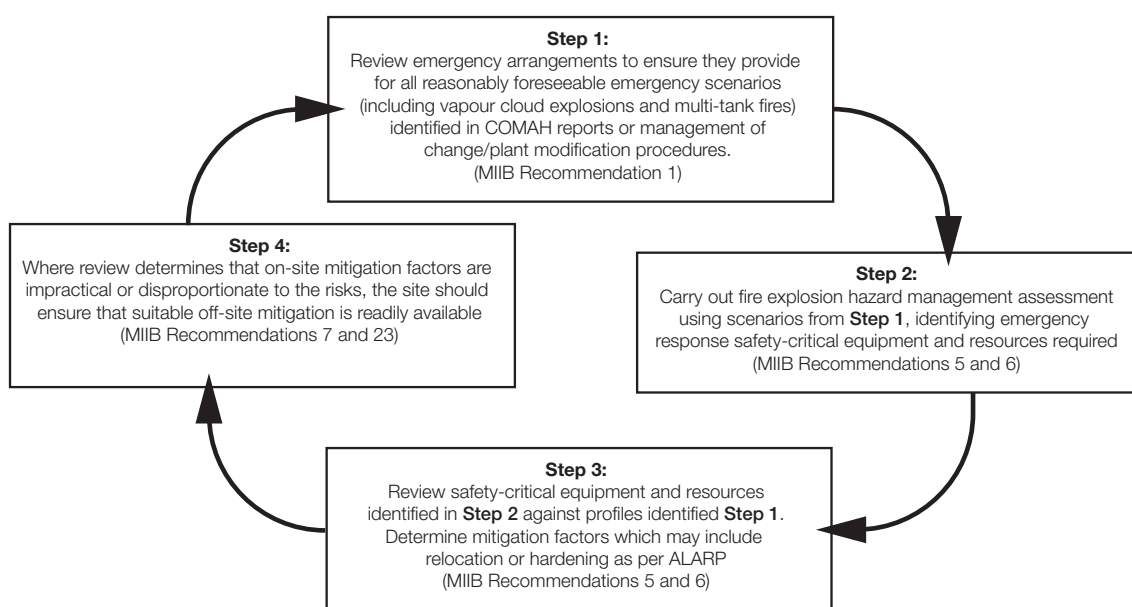 Step 1:
Review emergency arrangements to ensure they provide
for all reasonably foreseeable emergency scenarios
(including vapour cloud explosions and multi-tank fires)
identified in COMAH reports or management of
change/plant modification procedures.
(MIIB Recommendation 1)
Step 2:
Carry out fire explosion hazard management assessment
using scenarios from Step 1, identifying emergency
response safety-critical equipment and resources required
(MIIB Recommendations 5 and 6)
Step 3:
Review safety-critical equipment and resources
identified in Step 2 against profiles identified Step 1.
Determine mitigation factors which may include
relocation or hardening as per ALARP
(MIIB Recommendations 5 and 6)
Step 4:
Where review determines that on-site mitigation factors are
impractical or disproportionate to the risks, the site should
ensure that suitable off-site mitigation is readily available
(MIIB Recommendations 7 and 23)